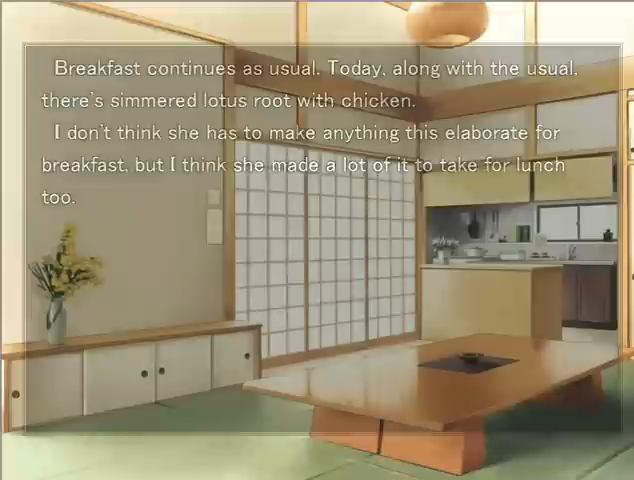 Breakfast continues as usual. Today, along with the usual,
there's simmered lotus root with chicken.
I don't think she has to make anything this elaborate for
breakfast, but I think she made a lot of it to take for lunch
too.